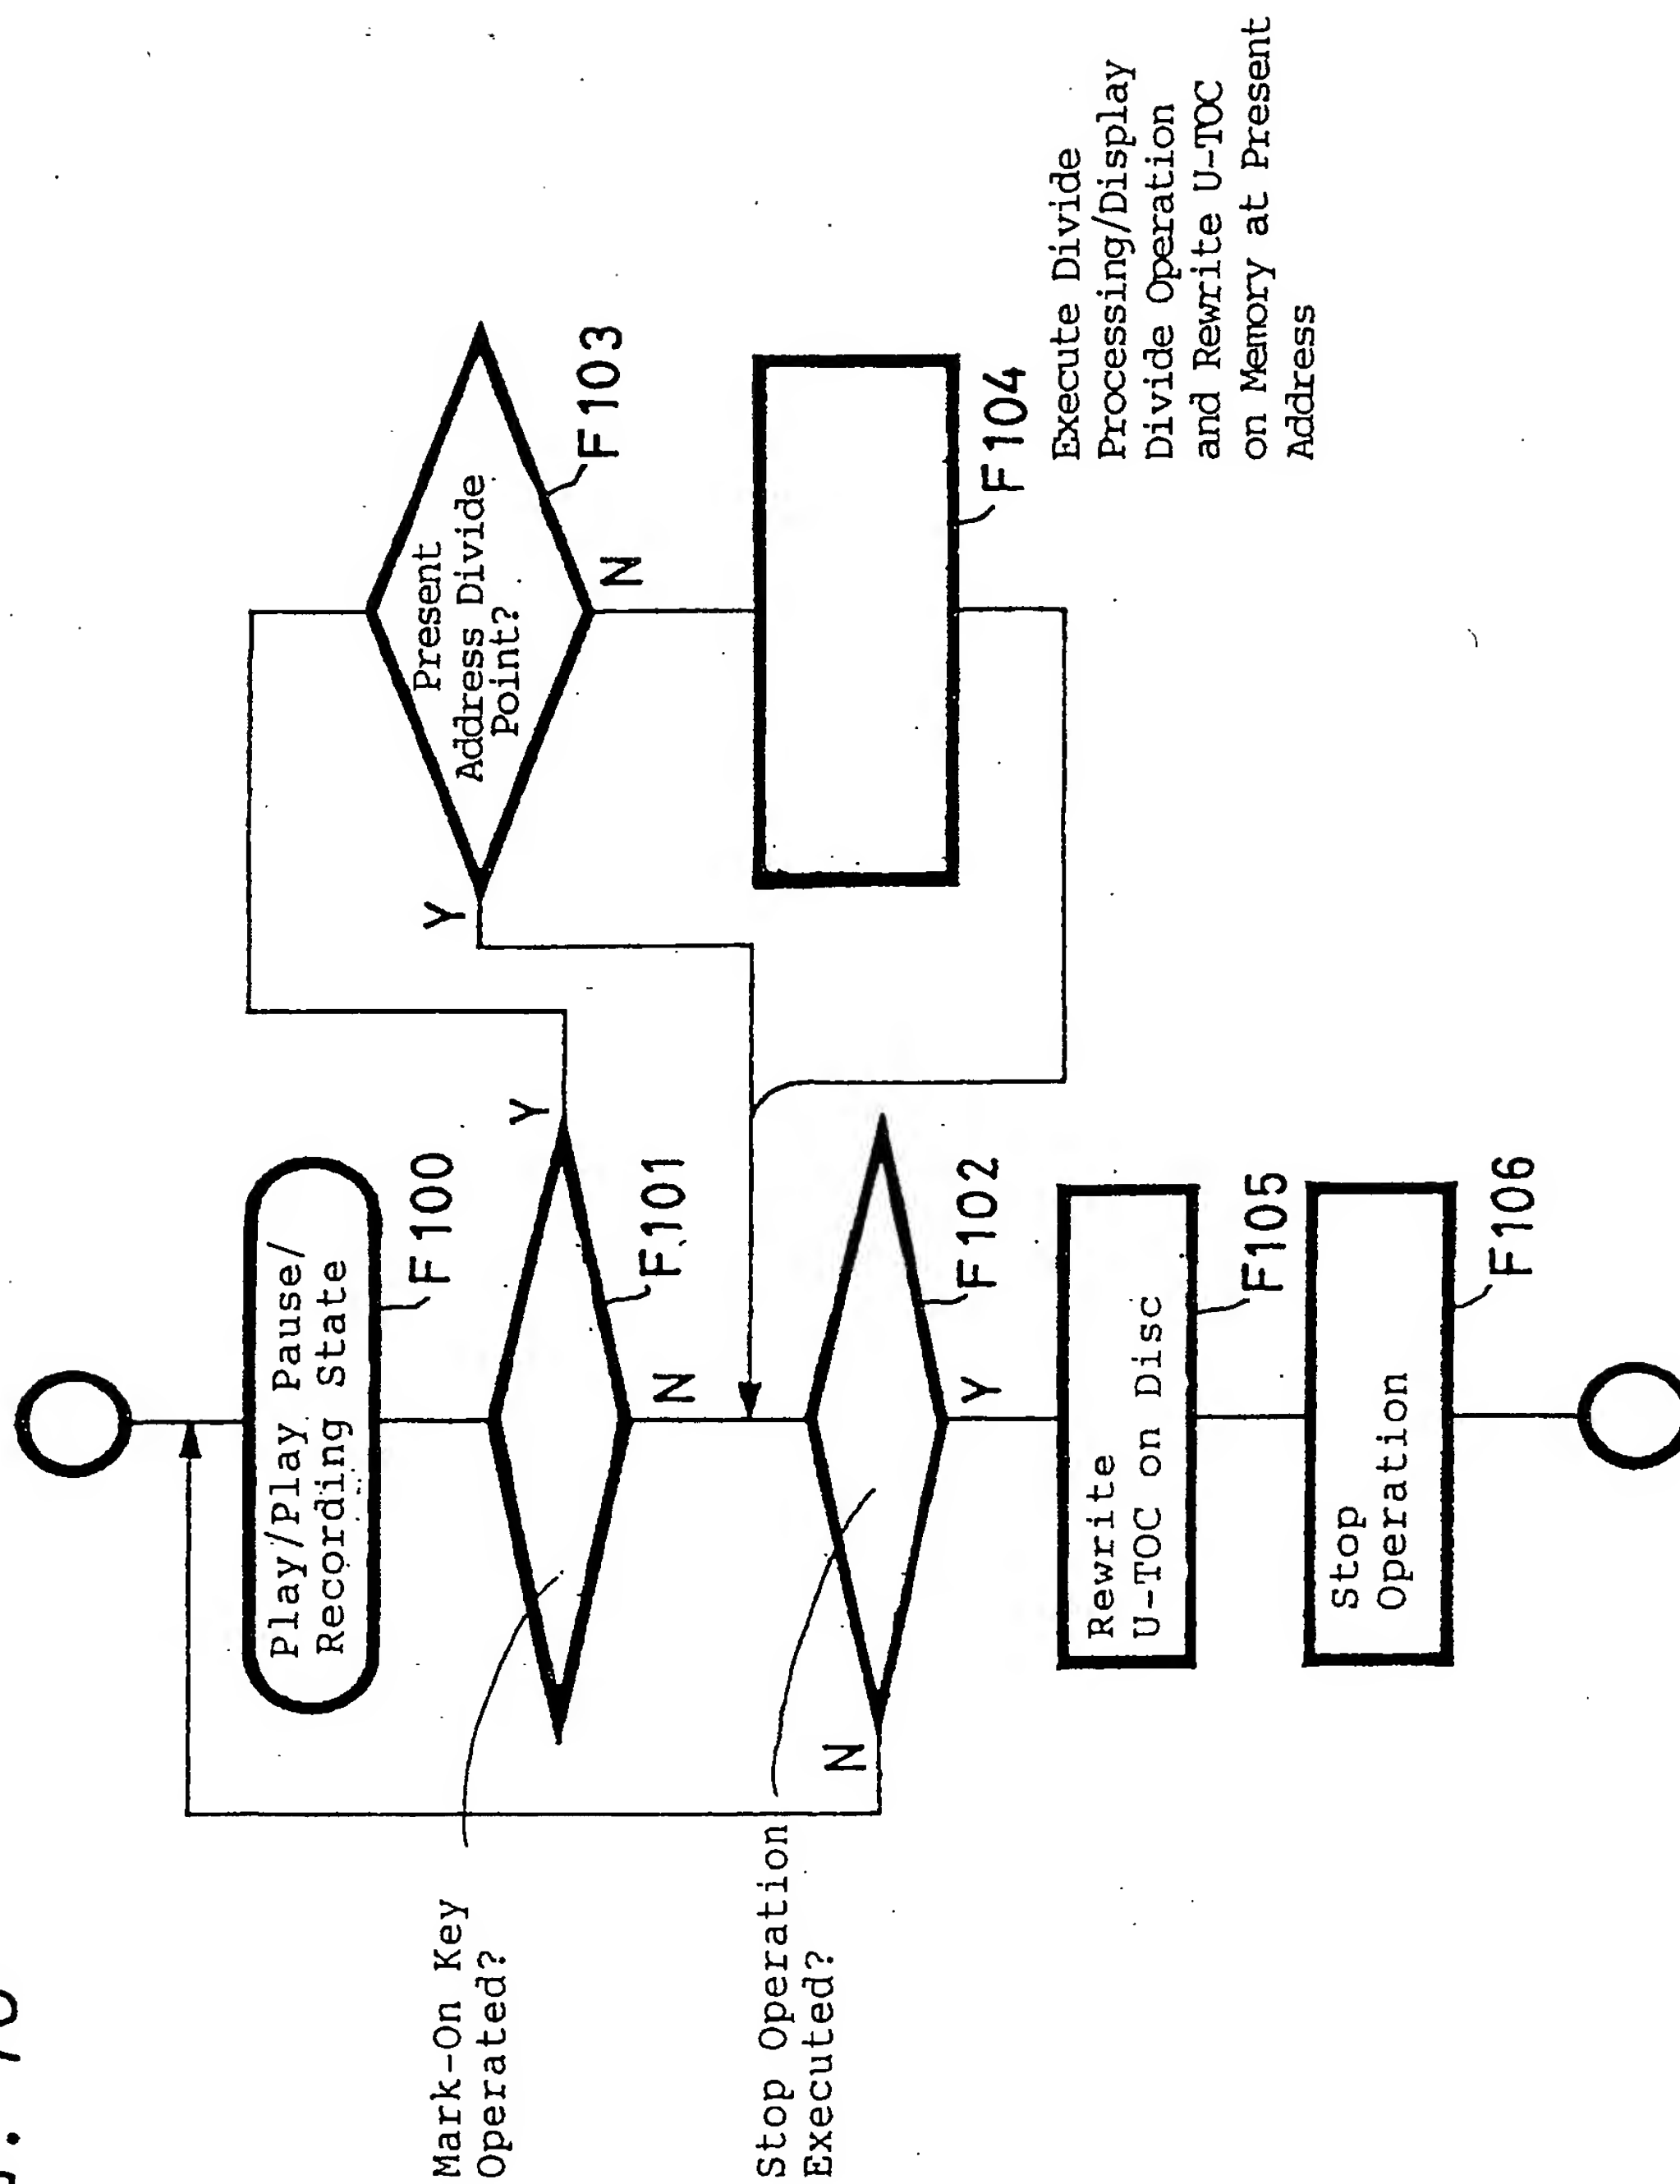 Play/Play Pause/
Recording State
F100
Mark-On Key
Operated?
F101
Y
N
Present
Address Divide
Point?
F103
Y
N
F104
Execute Divide
Processing/Display
Divide Operation
and Rewrite U-TOC
on Memory at Present
Address
Stop Operation
Executed?
F102
N
Y
Rewrite
U-TOC on Disc
F105
Stop
Operation
F106